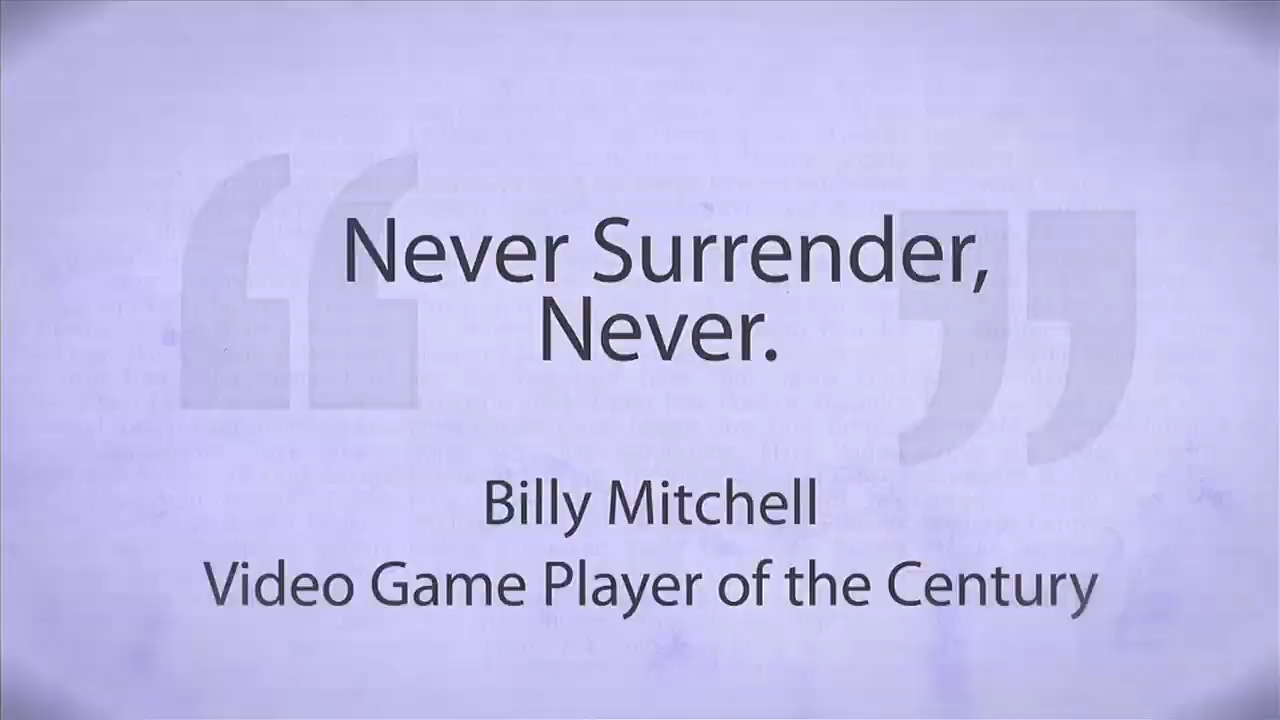 Never Surrender,
Never.
Billy Mitchell
Video Game Player of the Century